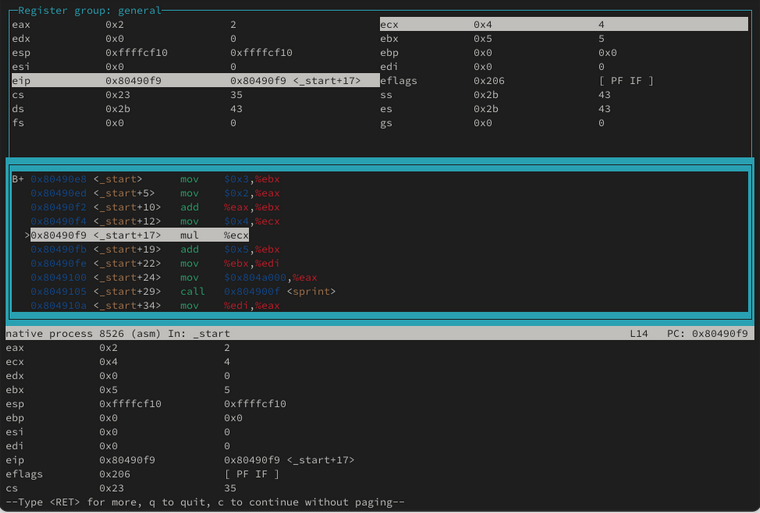 Register group: general
eax 0x2 2 ecx 0x4 4
edx 0x0 0 ebx 0x5 5
esp 0xffffcf10 0xffffcf10 ebp 0x0 0x0
esi 0x0 0 edi 0x0 0
eip 0x80490f9 0x80490f9 <_start+17> eflags 0x206 [ PF IF ]
cs 0x23 35 ss 0x2b 43
ds 0x2b 43 es 0x2b 43
fs 0x0 0 gs 0x0 0
B+ 0x80490e8 <_start> mov $0x3,%ebx
0x80490ed <_start+5> mov $0x2,%eax
0x80490f2 <_start+10> add %eax,%ebx
0x80490f4 <_start+12> mov $0x4,%ecx
>0x80490f9 <_start+17> mul %ecx
0x80490fb <_start+19> add $0x5,%ebx
0x80490fe <_start+22> mov %ebx,%edi
0x8049100 <_start+24> mov $0x804a000,%eax
0x8049105 <_start+29> call 0x804900f <sprint>
0x804910a <_start+34> mov %edi,%eax
native process 8526 (asm) In: _start L14 PC: 0x80490f9
eax 0x2 2
ecx 0x4 4
edx 0x0 0
ebx 0x5 5
esp 0xffffcf10 0xffffcf10
ebp 0x0 0x0
esi 0x0 0
edi 0x0 0
eip 0x80490f9 0x80490f9 <_start+17>
eflags 0x206 [ PF IF ]
cs 0x23 35
--Type <RET> for more, q to quit, c to continue without paging--